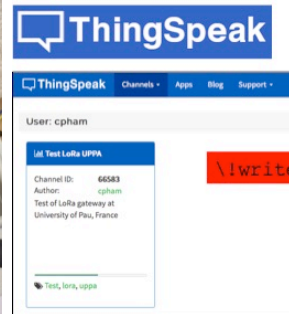 ThingSpeak
ThingSpeak Channels Apps Blog Support
User: cpham
Test LoRa UPPA
Channel ID: 66583
Author: cpham
Test of LoRa gateway at
University of Pau, France
\!write
Test, lora, uppa